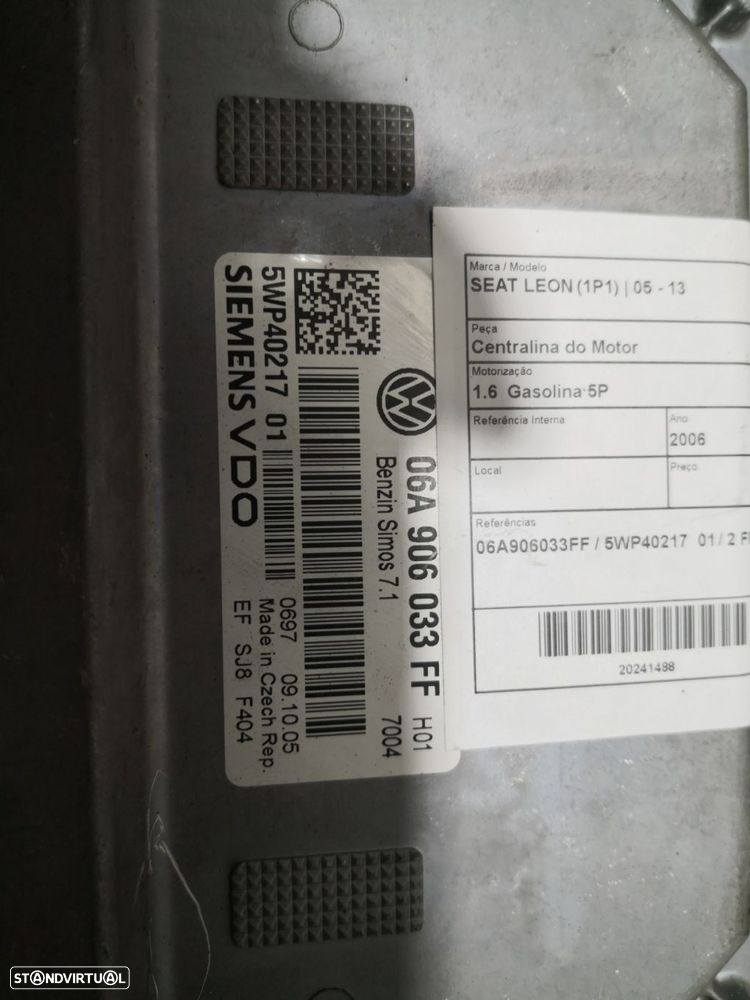 SIEMENS VDO
5WP40217 01
0697 09.10.05
Made in Czech Rep.
EF SJ8 F404
06A 906 033 FF
H01
Benzin Simos 7.1
7004
Marca / Modelo
SEAT LEON (1P1) | 05 - 13
Peça
Centralina do Motor
Motorização
1.6 Gasolina 5P
Referência Interna
Ano
2006
Local
Preço
Referências
06A906033FF / 5WP40217 01 / 2 FI
20241488
STANDVIRTUAL